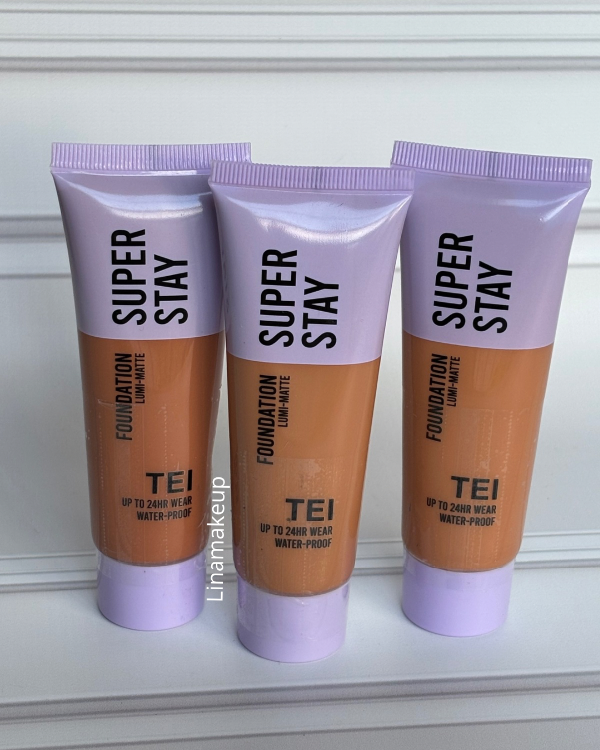 SUPER
STAY
FOUNDATION
LUMI-MATTE
TEI
UP TO 24HR WEAR
WATER-PROOF
SUPER
STAY
FOUNDATION
LUMI-MATTE
TEI
UP TO 24HR WEAR
WATER-PROOF
SUPER
STAY
FOUNDATION
LUMI-MATTE
TEI
UP TO 24HR WEAR
WATER-PROOF
Linamakeup